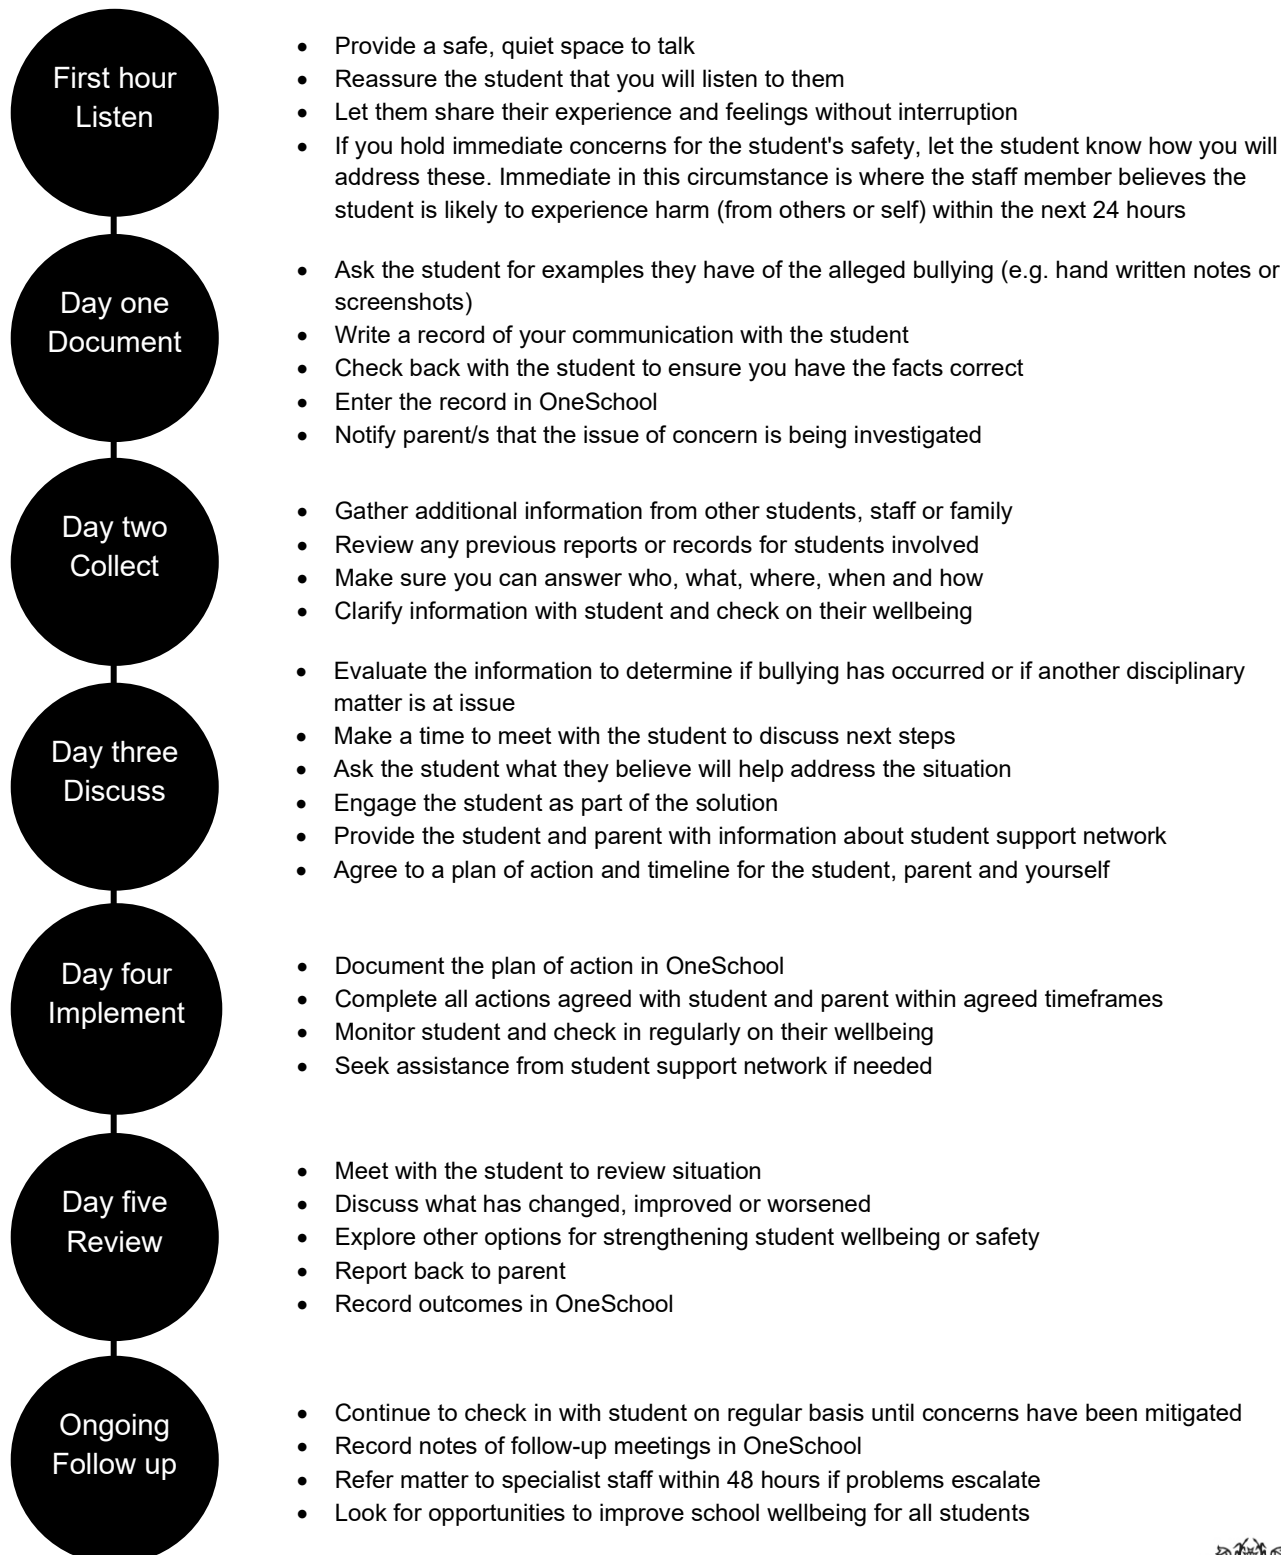 First hour
Listen
• Provide a safe, quiet space to talk
• Reassure the student that you will listen to them
• Let them share their experience and feelings without interruption
• If you hold immediate concerns for the student's safety, let the student know how you will
address these. Immediate in this circumstance is where the staff member believes the
student is likely to experience harm (from others or self) within the next 24 hours
Day one
Document
• Ask the student for examples they have of the alleged bullying (e.g. hand written notes or
screenshots)
• Write a record of your communication with the student
• Check back with the student to ensure you have the facts correct
• Enter the record in OneSchool
• Notify parent/s that the issue of concern is being investigated
Day two
Collect
• Gather additional information from other students, staff or family
• Review any previous reports or records for students involved
• Make sure you can answer who, what, where, when and how
• Clarify information with student and check on their wellbeing
Day three
Discuss
• Evaluate the information to determine if bullying has occurred or if another disciplinary
matter is at issue
• Make a time to meet with the student to discuss next steps
• Ask the student what they believe will help address the situation
• Engage the student as part of the solution
• Provide the student and parent with information about student support network
• Agree to a plan of action and timeline for the student, parent and yourself
Day four
Implement
• Document the plan of action in OneSchool
• Complete all actions agreed with student and parent within agreed timeframes
• Monitor student and check in regularly on their wellbeing
• Seek assistance from student support network if needed
Day five
Review
• Meet with the student to review situation
• Discuss what has changed, improved or worsened
• Explore other options for strengthening student wellbeing or safety
• Report back to parent
• Record outcomes in OneSchool
Ongoing
Follow up
• Continue to check in with student on regular basis until concerns have been mitigated
• Record notes of follow-up meetings in OneSchool
• Refer matter to specialist staff within 48 hours if problems escalate
• Look for opportunities to improve school wellbeing for all students